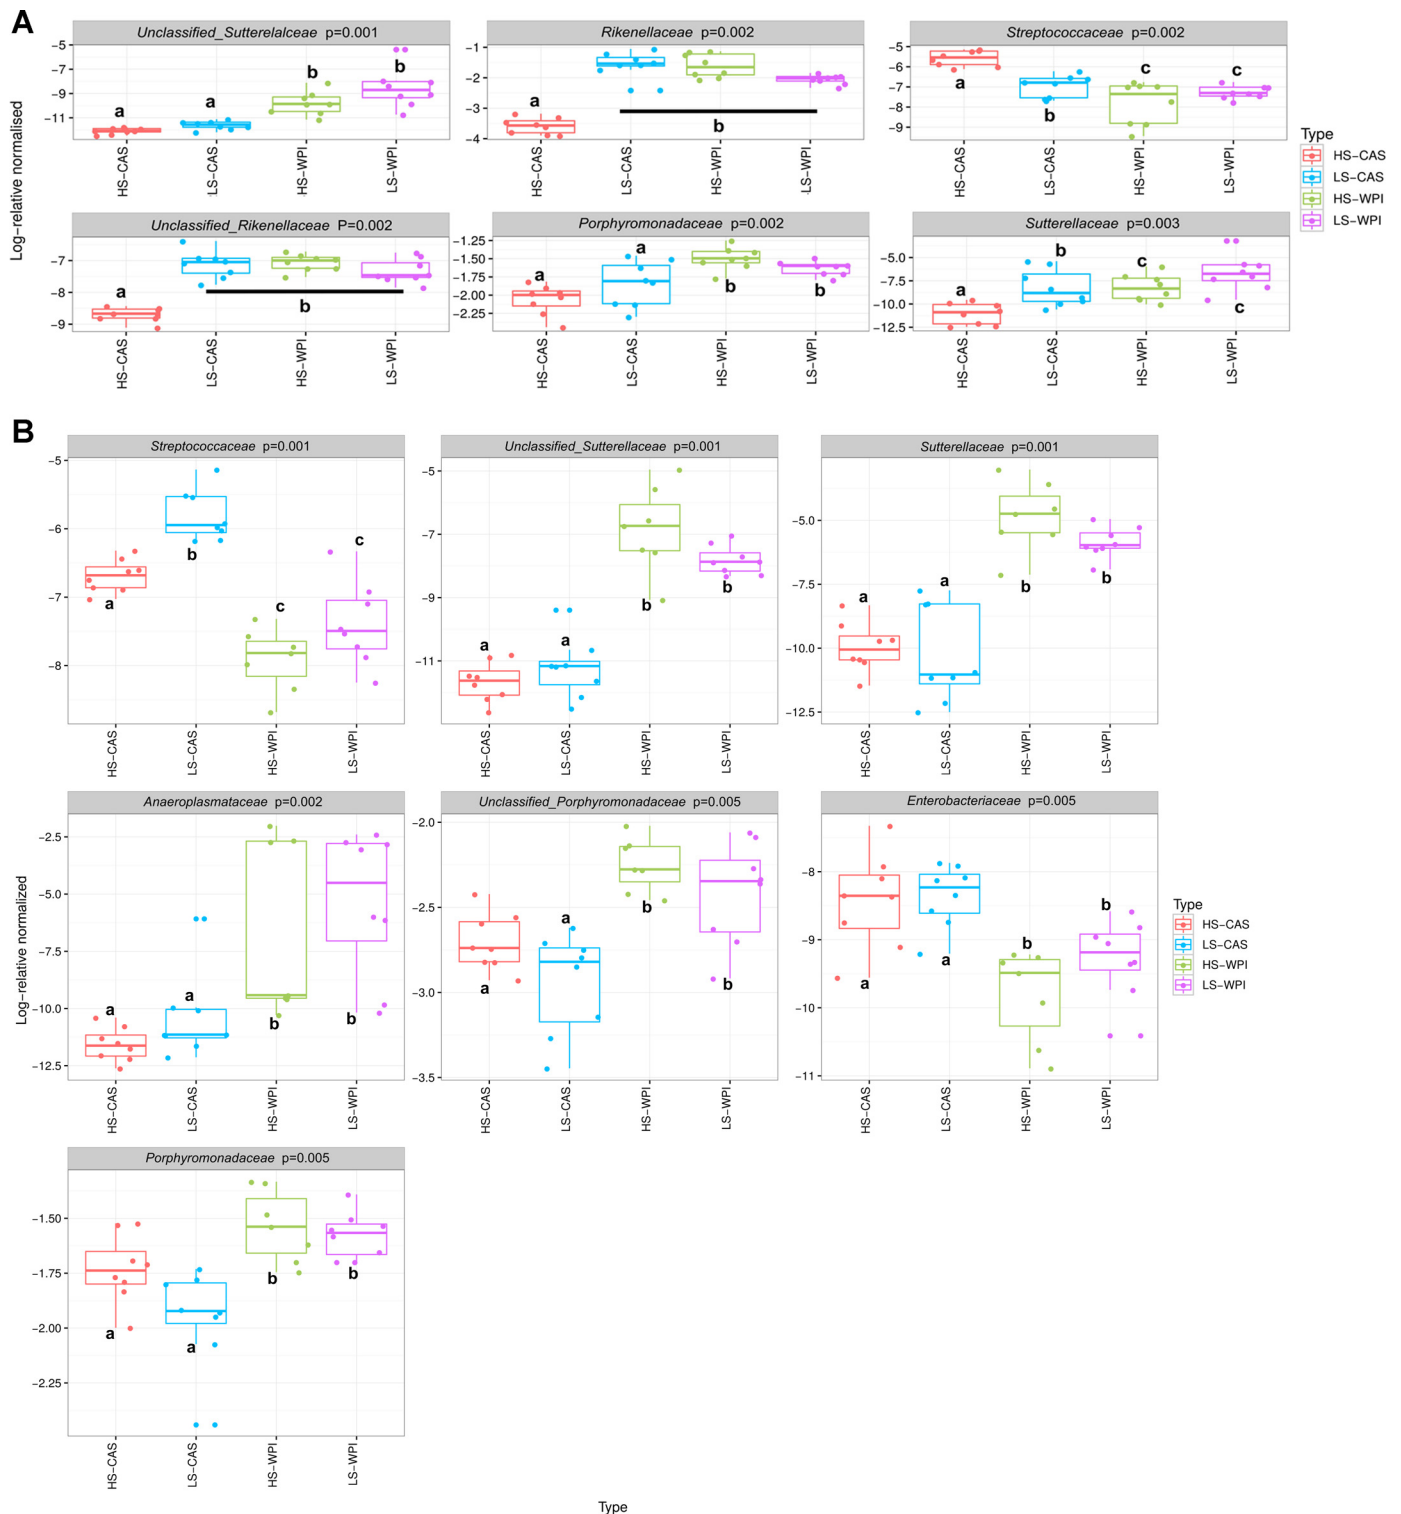 A
Unclassified_Sutterelalceae p=0.001
Rikenellaceae p=0.002
Streptococcaceae p=0.002
Log−relative normalised
−5
−7
−9
−11
a
a
b
b
HS−CAS
LS−CAS
HS−WPI
LS−WPI
−1
−2
−3
−4
a
b
HS−CAS
LS−CAS
HS−WPI
LS−WPI
−5
−6
−7
−8
−9
a
b
c
c
HS−CAS
LS−CAS
HS−WPI
LS−WPI
Type
HS−CAS
LS−CAS
HS−WPI
LS−WPI
Unclassified_Rikenellaceae P=0.002
Porphyromonadaceae p=0.002
Sutterellaceae p=0.003
−7
−8
−9
a
b
HS−CAS
LS−CAS
HS−WPI
LS−WPI
−1.25
−1.50
−1.75
−2.00
−2.25
a
a
b
b
HS−CAS
LS−CAS
HS−WPI
LS−WPI
−5.0
−7.5
−10.0
−12.5
a
b
c
c
HS−CAS
LS−CAS
HS−WPI
LS−WPI
B
Streptococcaceae p=0.001
Unclassified_Sutterellaceae p=0.001
Sutterellaceae p=0.001
Log−relative normalized
−5
−6
−7
−8
a
b
c
c
HS−CAS
LS−CAS
HS−WPI
LS−WPI
−5
−7
−9
−11
a
a
b
b
HS−CAS
LS−CAS
HS−WPI
LS−WPI
−5.0
−7.5
−10.0
−12.5
a
a
b
b
HS−CAS
LS−CAS
HS−WPI
LS−WPI
Anaeroplasmataceae p=0.002
Unclassified_Porphyromonadaceae p=0.005
Enterobacteriaceae p=0.005
−2.5
−5.0
−7.5
−10.0
−12.5
a
a
b
b
HS−CAS
LS−CAS
HS−WPI
LS−WPI
−2.0
−2.5
−3.0
−3.5
a
a
b
b
HS−CAS
LS−CAS
HS−WPI
LS−WPI
−8
−9
−10
−11
a
a
b
b
HS−CAS
LS−CAS
HS−WPI
LS−WPI
Type
HS−CAS
LS−CAS
HS−WPI
LS−WPI
Porphyromonadaceae p=0.005
−1.50
−1.75
−2.00
−2.25
a
a
b
b
HS−CAS
LS−CAS
HS−WPI
LS−WPI
Type